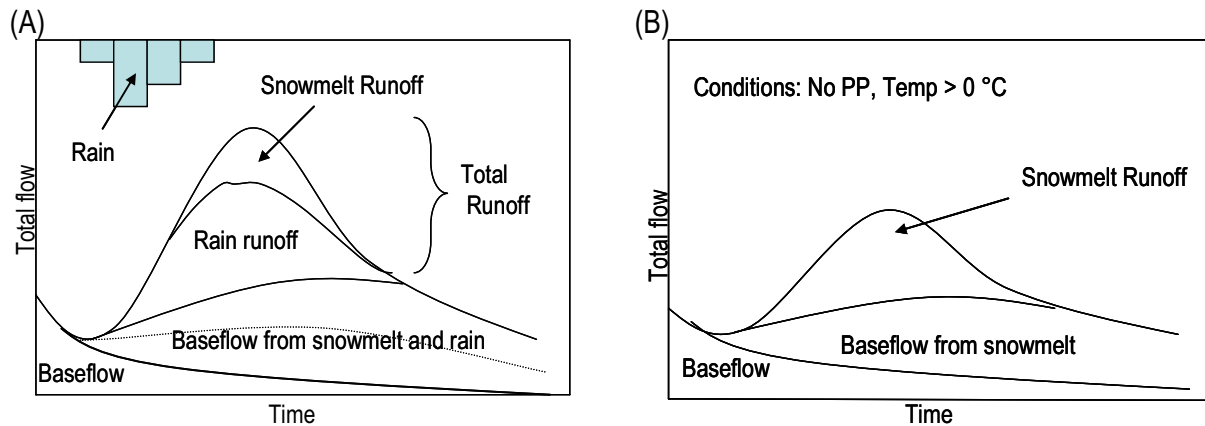 (A)
Snowmelt Runoff
Rain
Total
Runoff
Total flow
Rain runoff
Baseflow from snowmelt and rain
Baseflow
Time
(B)
Conditions: No PP, Temp > 0 °C
Snowmelt Runoff
Total flow
Baseflow from snowmelt
Baseflow
Time